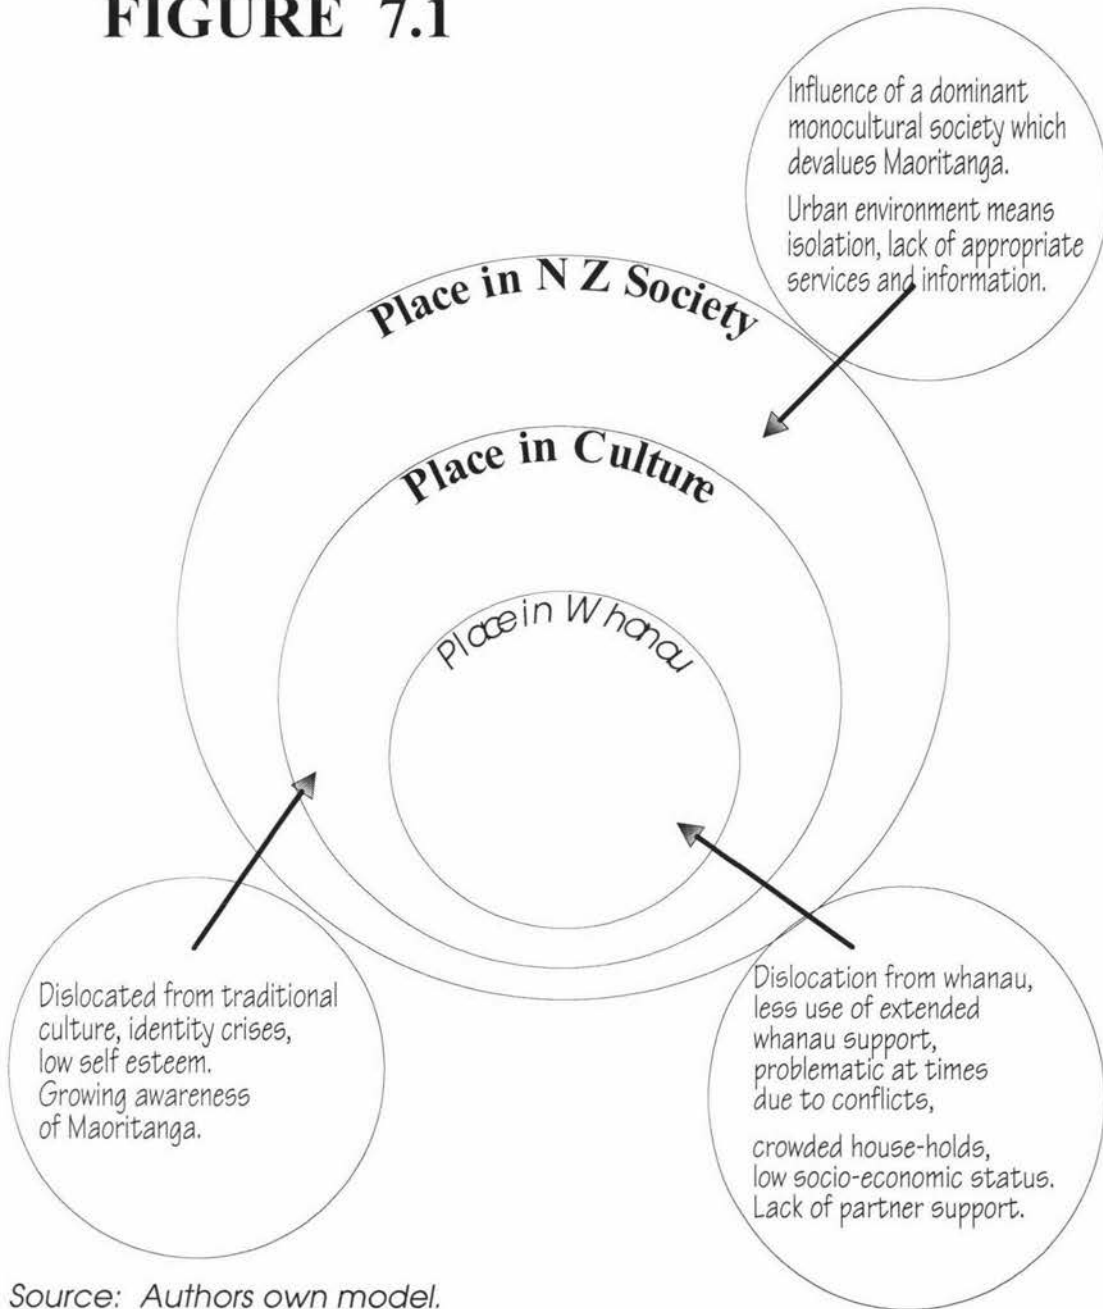 FIGURE 7.1
Influence of a dominant
monocultural society which
devalues Maoritanga.
Urban environment means
isolation, lack of appropriate
services and information.
Place in N Z Society
Place in Culture
Place in Whanau
Dislocated from traditional
culture, identity crises,
low self esteem.
Growing awareness
of Maoritanga.
Dislocation from whanau,
less use of extended
whanau support,
problematic at times
due to conflicts,
crowded house-holds,
low socio-economic status.
Lack of partner support.
Source: Authors own model.